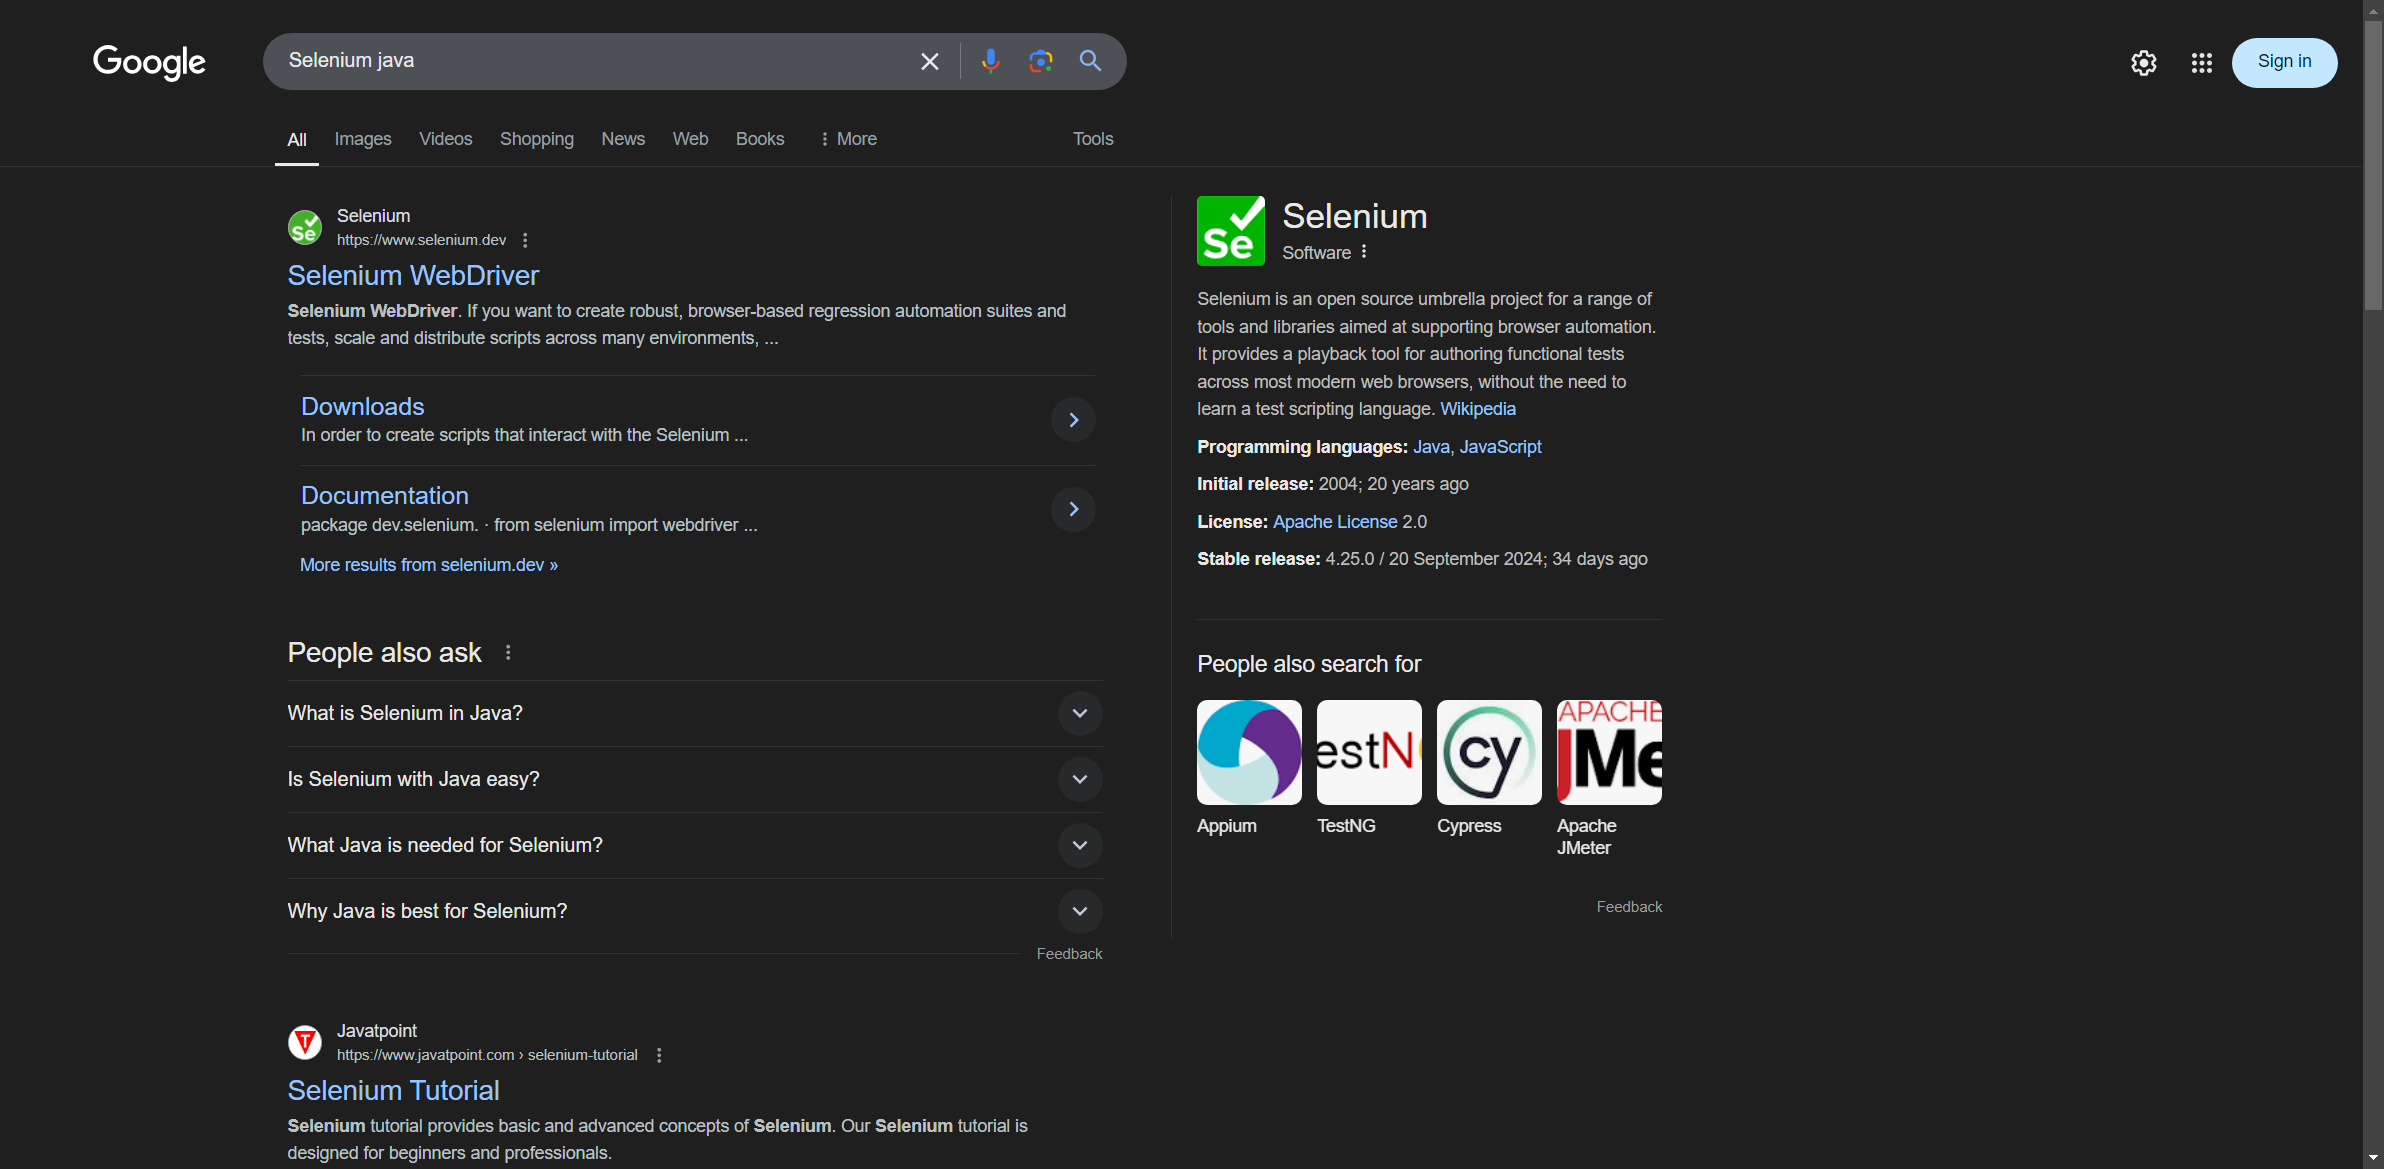 Google
Selenium java
Sign in
All Images Videos Shopping News Web Books More Tools
Selenium
https://www.selenium.dev
Selenium WebDriver
Selenium WebDriver. If you want to create robust, browser-based regression automation suites and
tests, scale and distribute scripts across many environments, ...
Downloads
In order to create scripts that interact with the Selenium ...
Documentation
package dev.selenium. · from selenium import webdriver ...
More results from selenium.dev »
People also ask
What is Selenium in Java?
Is Selenium with Java easy?
What Java is needed for Selenium?
Why Java is best for Selenium?
Feedback
Javatpoint
https://www.javatpoint.com › selenium-tutorial
Selenium Tutorial
Selenium tutorial provides basic and advanced concepts of Selenium. Our Selenium tutorial is
designed for beginners and professionals.
Se
Selenium
Software
Selenium is an open source umbrella project for a range of
tools and libraries aimed at supporting browser automation.
It provides a playback tool for authoring functional tests
across most modern web browsers, without the need to
learn a test scripting language. Wikipedia
Programming languages: Java, JavaScript
Initial release: 2004; 20 years ago
License: Apache License 2.0
Stable release: 4.25.0 / 20 September 2024; 34 days ago
People also search for
estN
cy
APACHE
JMe
Appium
TestNG
Cypress
Apache
JMeter
Feedback